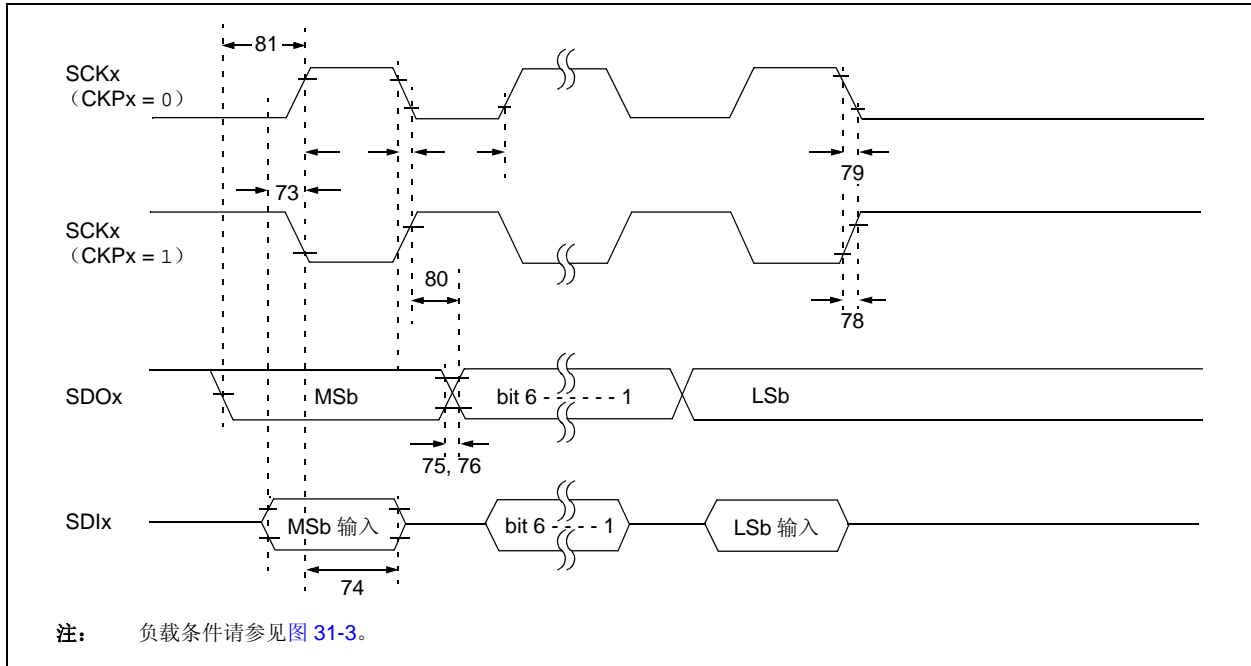 81
SCKx
（CKPx = 0）
79
73
SCKx
（CKPx = 1）
80
78
SDOx
MSb
bit 6 - - - - - - 1
LSb
75, 76
SDIx
MSb 输入
bit 6 - - - - - 1
LSb 输入
74
注： 负载条件请参见图 31-3。